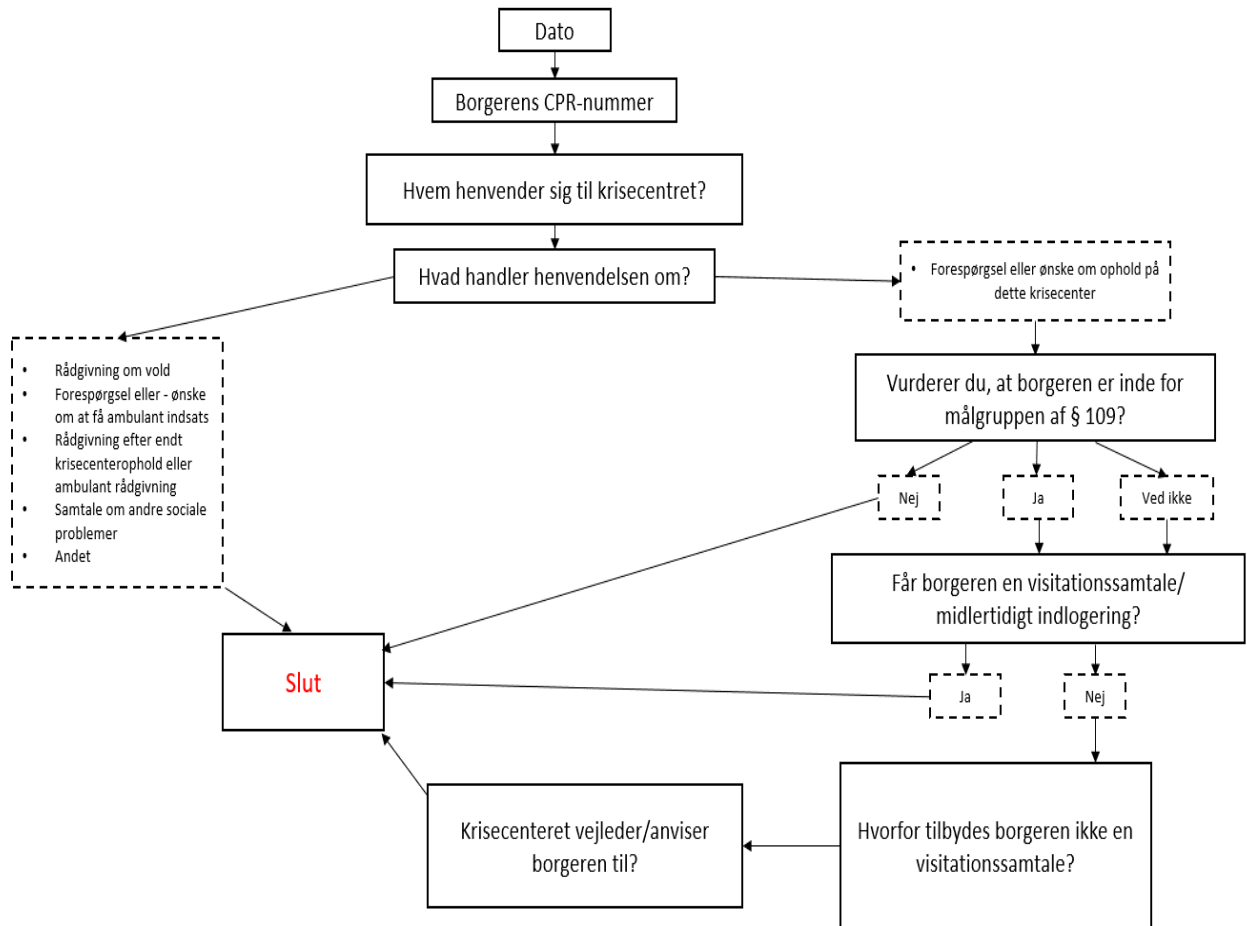 Dato
Borgerens CPR-nummer
Hvem henvender sig til krisecentret?
Hvad handler henvendelsen om?
• Forespørgsel eller ønske om ophold på
dette krisecenter
• Rådgivning om vold
• Forespørgsel eller - ønske
om at få ambulant indsats
• Rådgivning efter endt
krisecenterophold eller
ambulant rådgivning
• Samtale om andre sociale
problemer
• Andet
Vurderer du, at borgeren er inde for
målgruppen af § 109?
Nej
Ja
Ved ikke
Får borgeren en visitationssamtale/
midlertidigt indlogering?
Ja
Nej
Slut
Hvorfor tilbydes borgeren ikke en
visitationssamtale?
Krisecenteret vejleder/anviser
borgeren til?